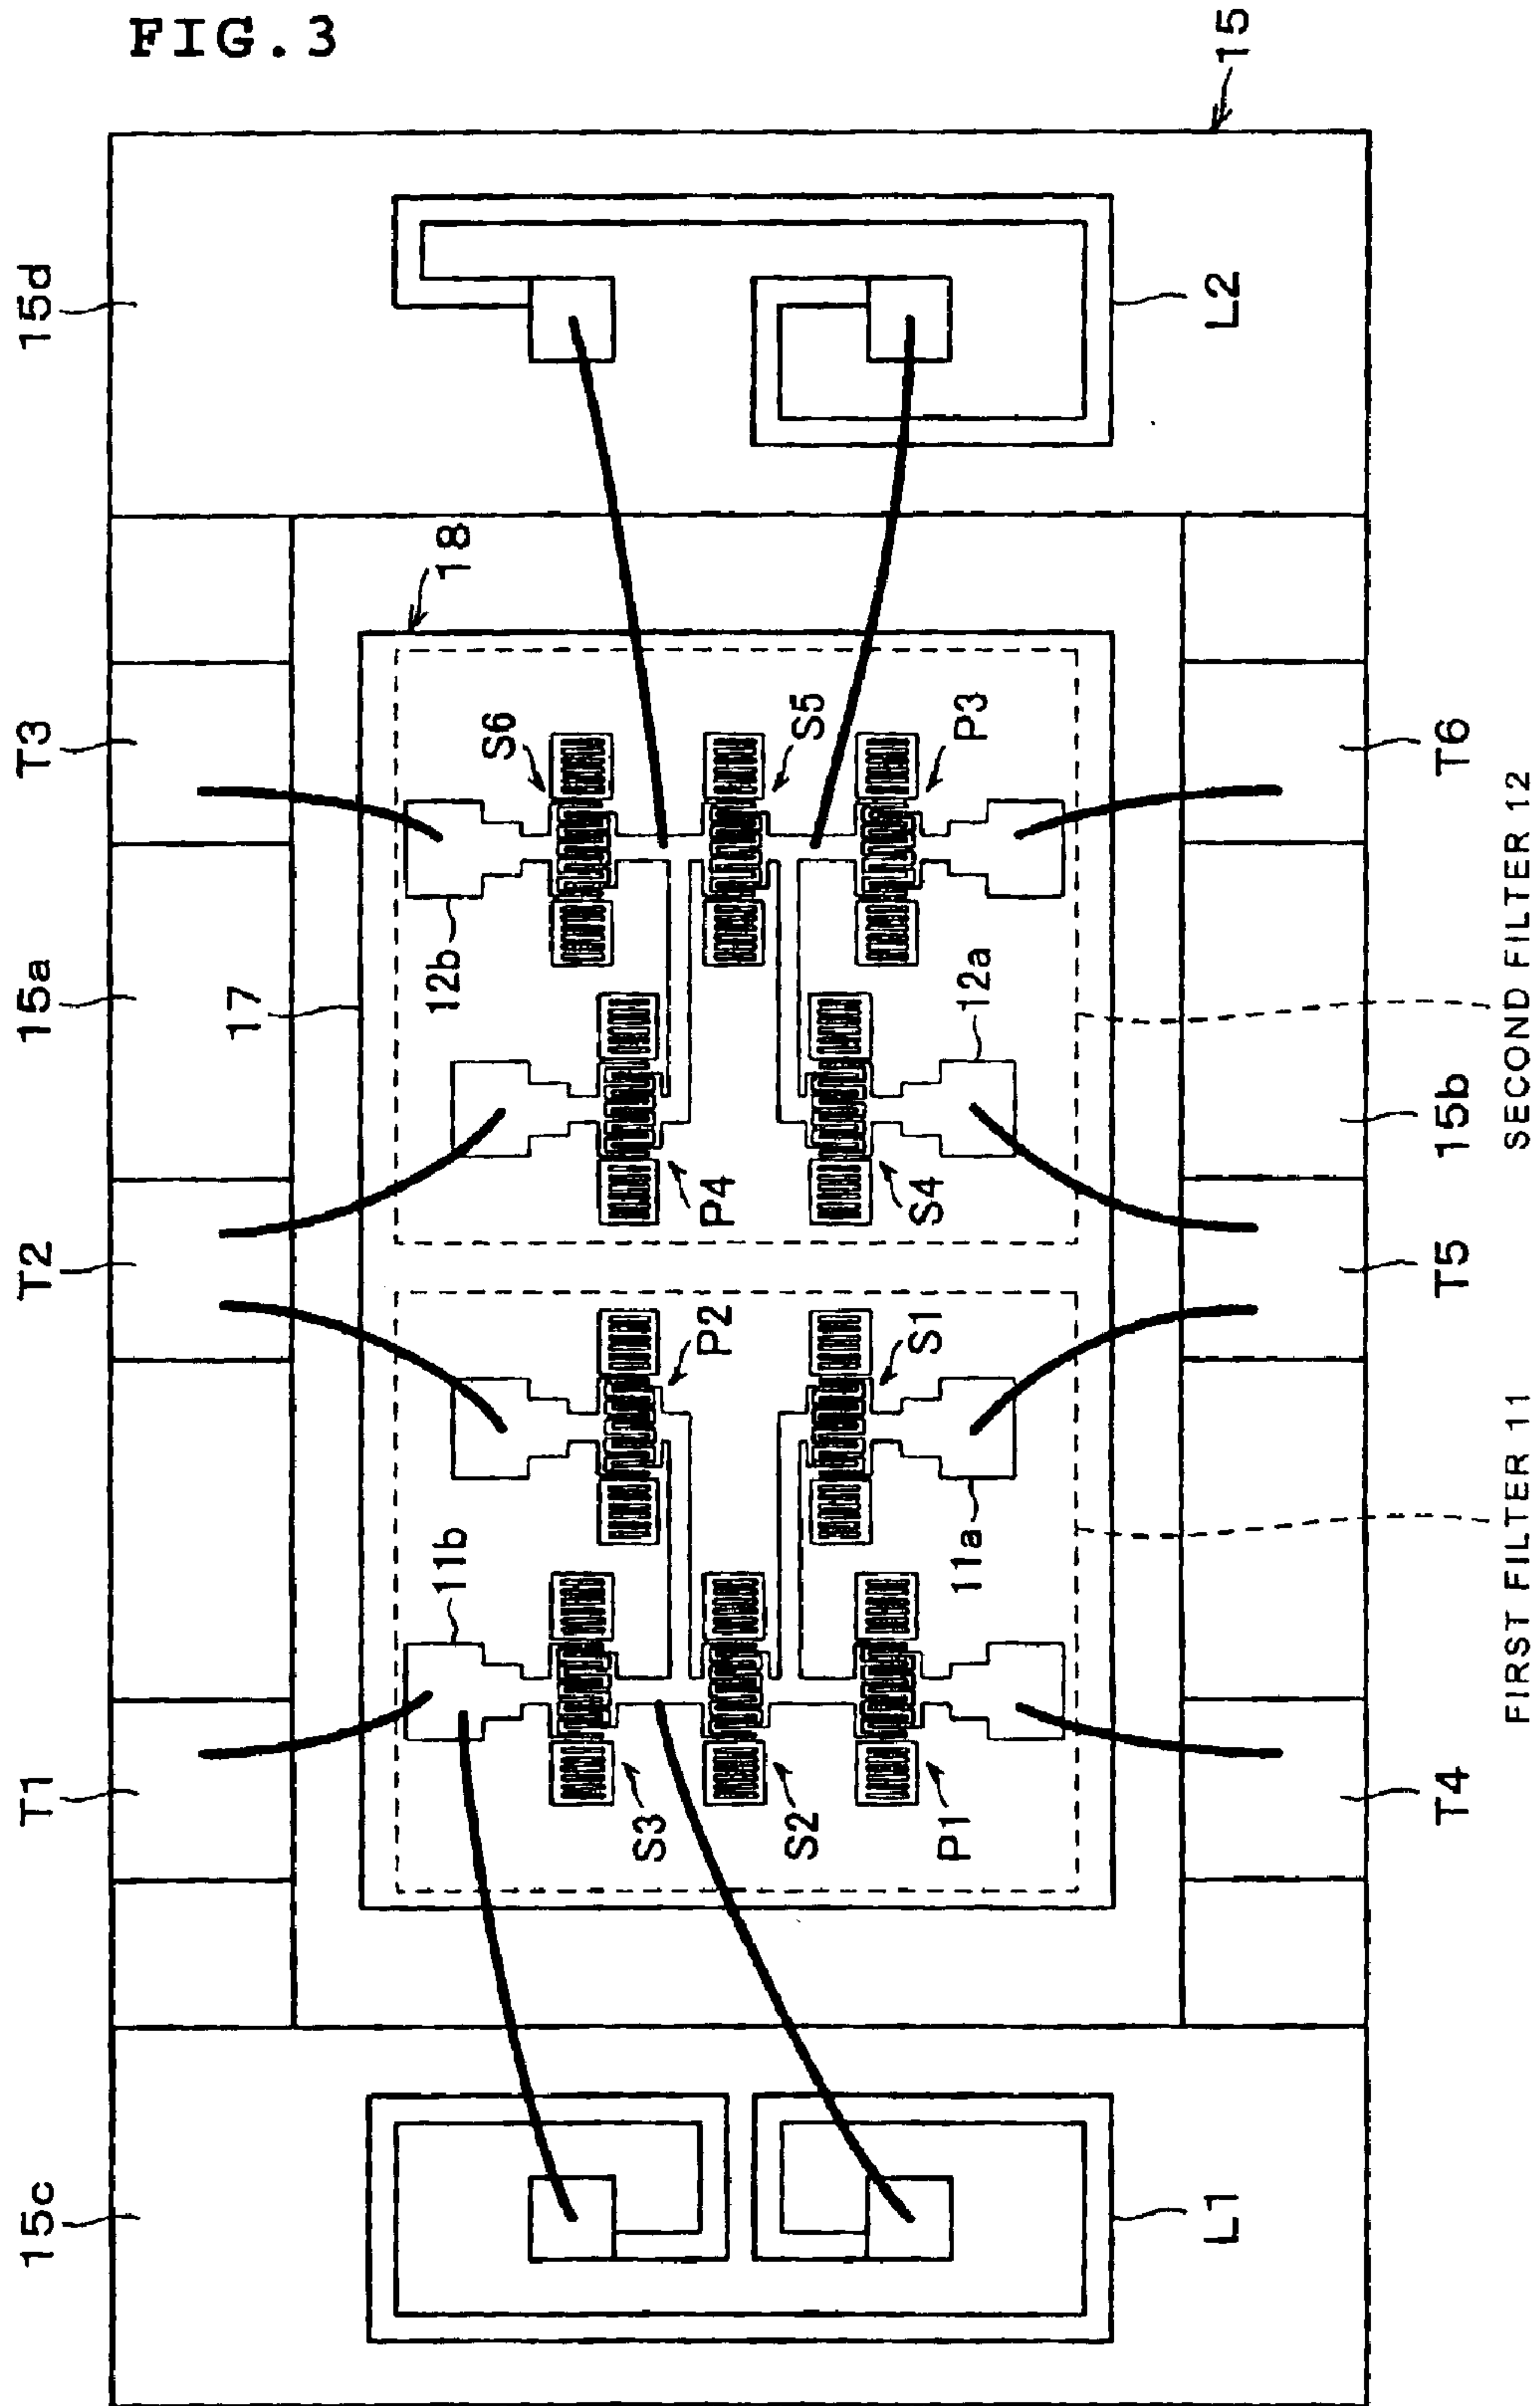 FIG.3
15
15c
T1
T2
15a
T3
15d
17
18
11b
12b
S6
P2
P4
S3
S2
S5
P1
S1
S4
P3
11a
12a
L1
L2
T4
T5
15b
T6
FIRST FILTER 11
SECOND FILTER 12